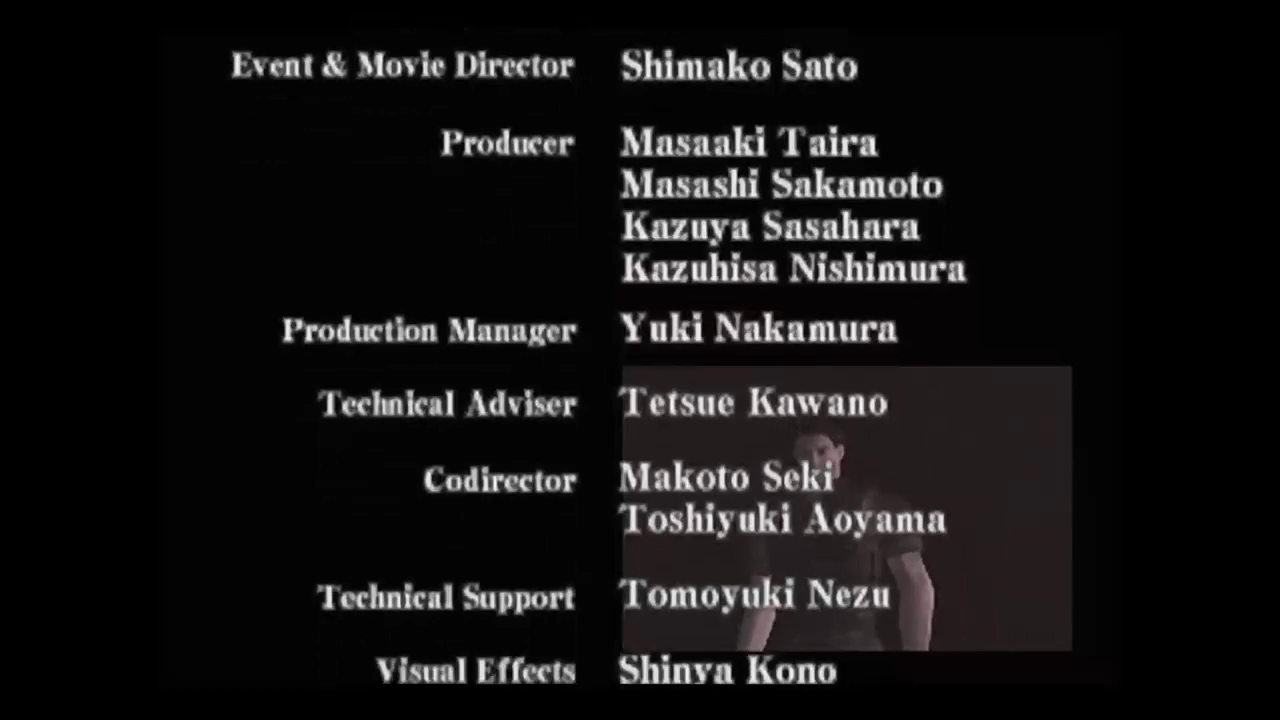 Event & Movie Director Shimako Sato
Producer Masaaki Taira
Masashi Sakamoto
Kazuya Sasahara
Kazuhisa Nishimura
Production Manager Yuki Nakamura
Technical Adviser Tetsue Kawano
Codirector Makoto Seki
Toshiyuki Aoyama
Technical Support Tomoyuki Nezu
Visual Effects Shinya Kono